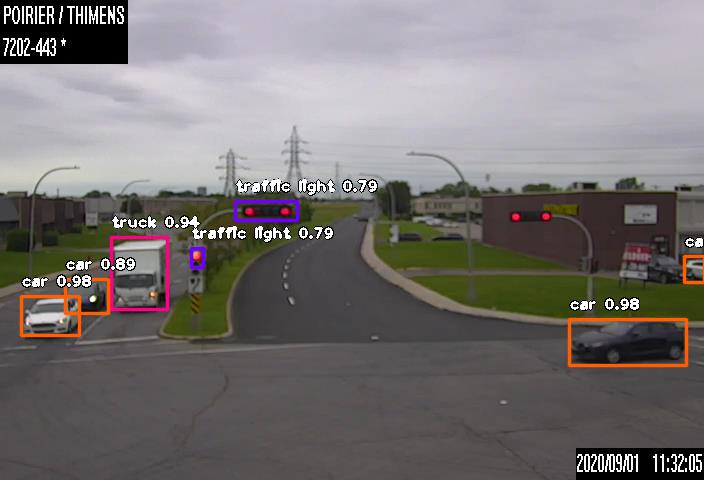 POIRIER / THIMENS
7202-443 *
traffic light 0.79
truck 0.94
traffic light 0.79
car 0.89
car 0.98
ca
car 0.98
2020/09/01 11:32:05